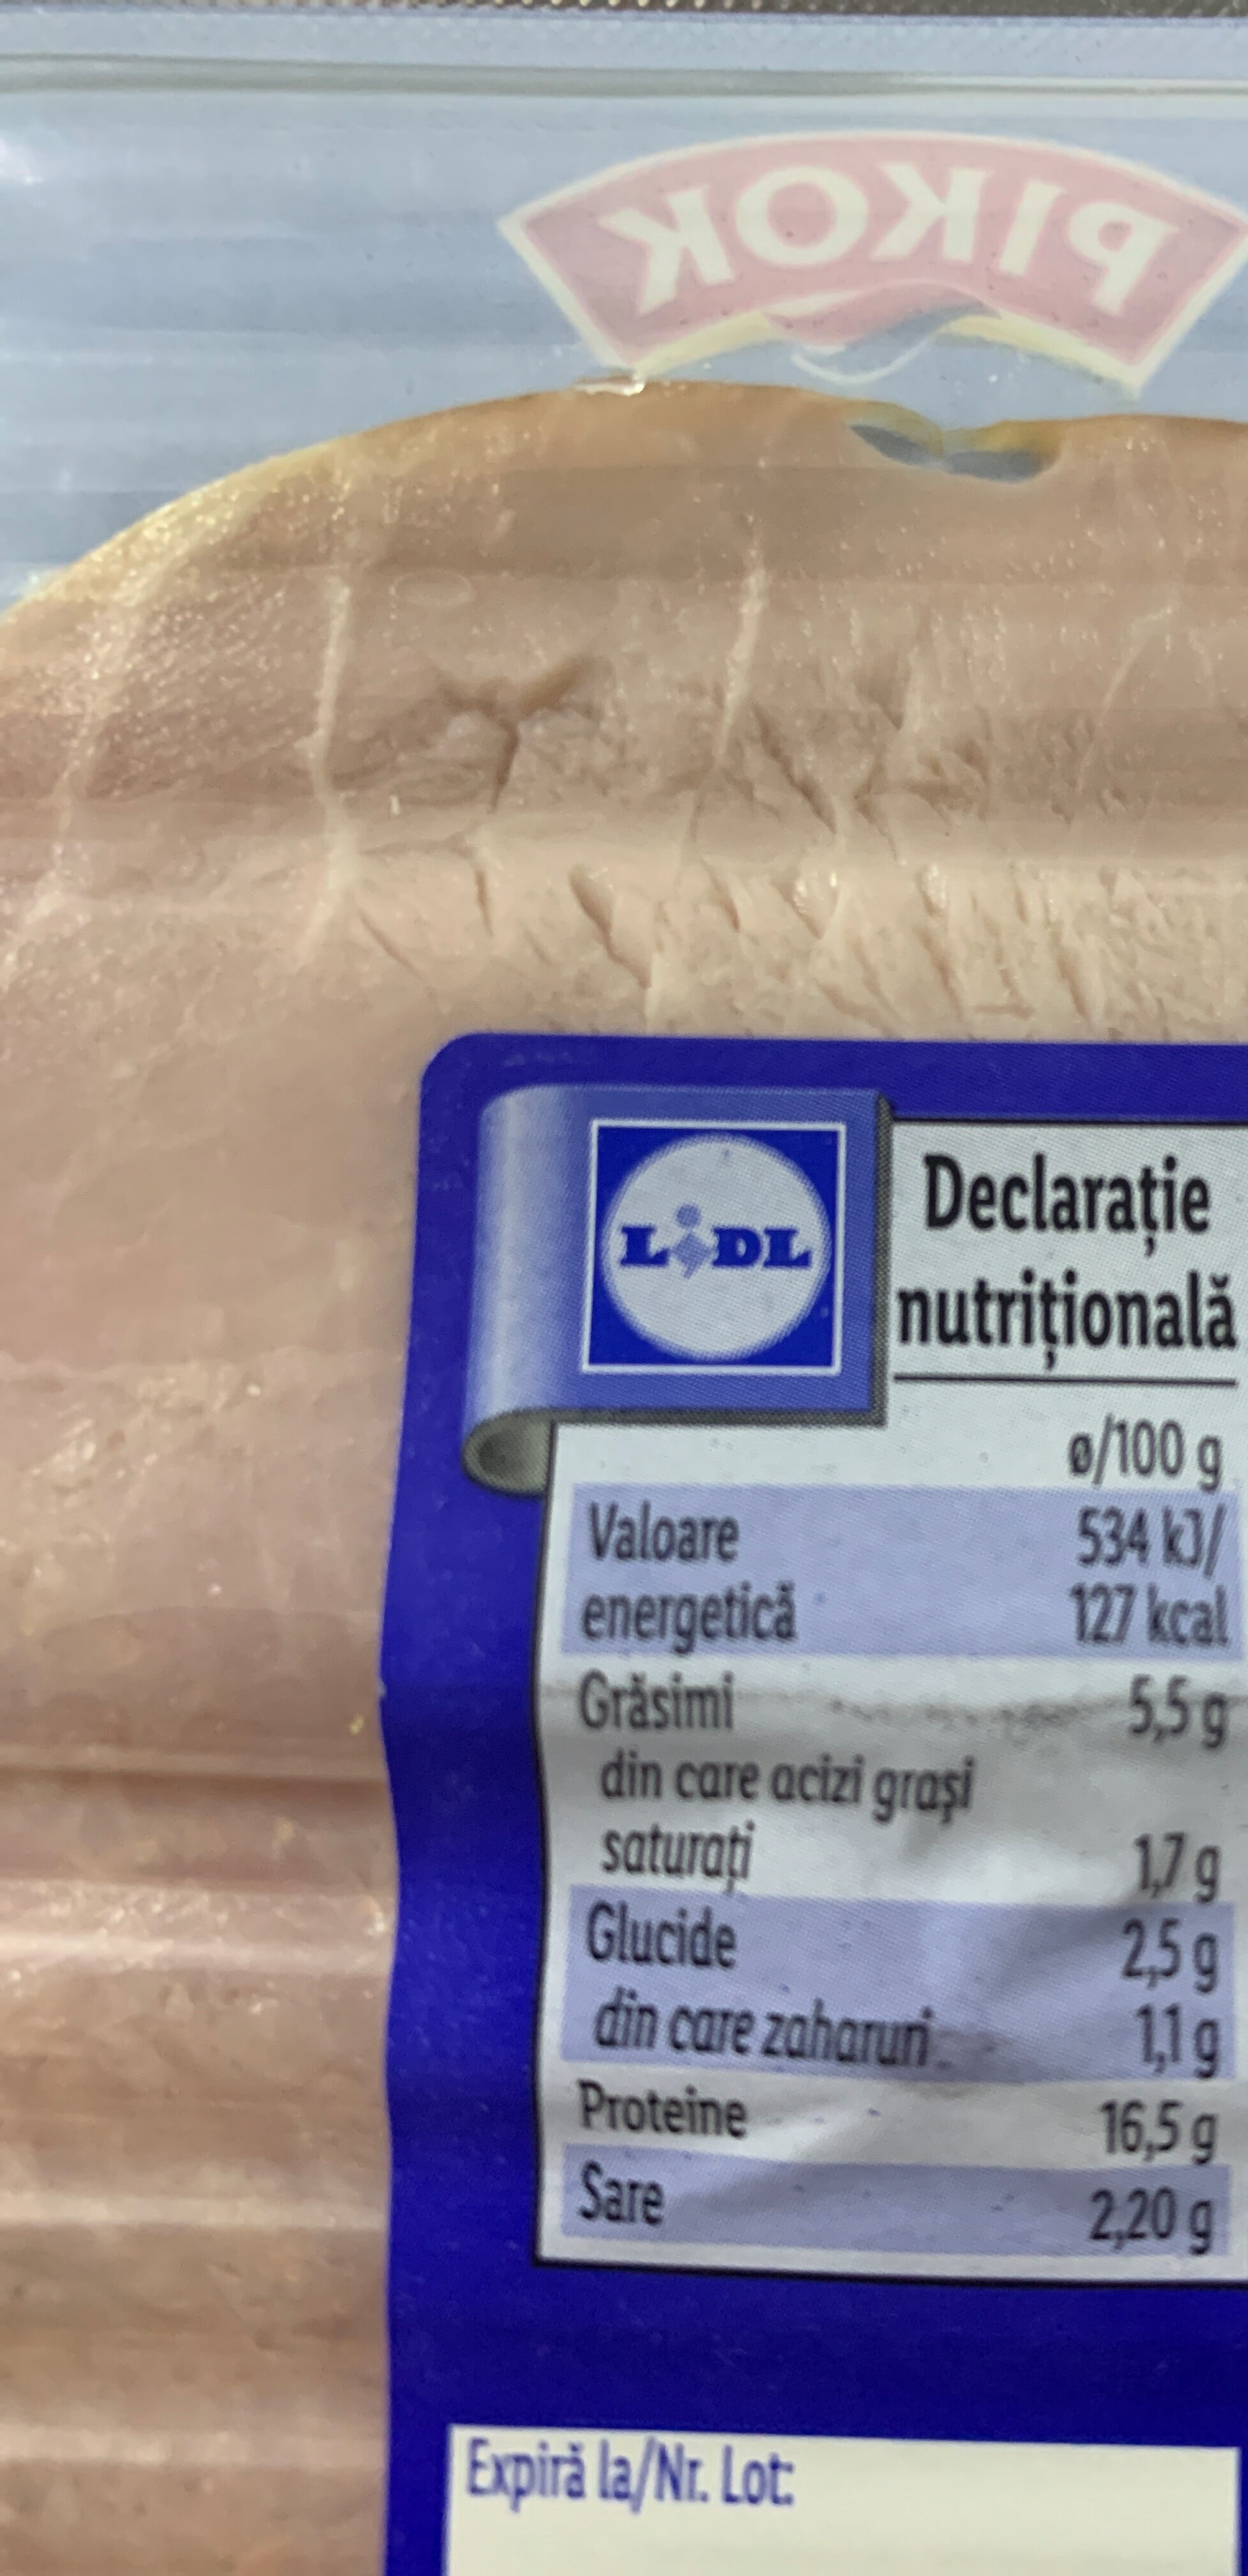 PIKOK
LIDL
Declarație
nutrițională
ø/100 g
Valoare 534 kJ/
energetică 127 kcal
Grăsimi 5,5 g
din care acizi grași
saturați 1,7 g
Glucide 2,5 g
din care zaharuri 1,1 g
Proteine 16,5 g
Sare 2,20 g
Expiră la/Nr. Lot: